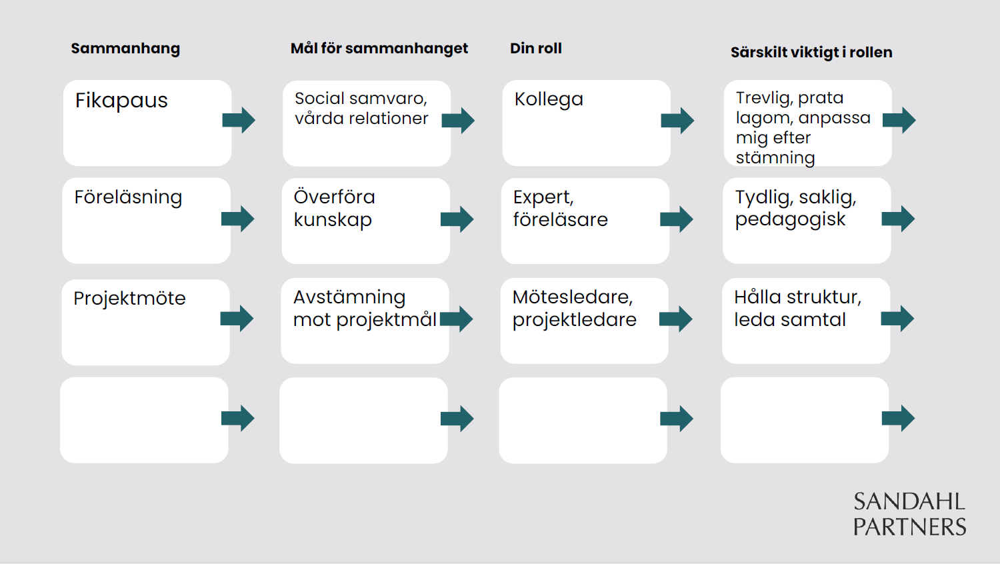 Sammanhang
Mål för sammanhanget
Din roll
Särskilt viktigt i rollen
Fikapaus
Social samvaro,
vårda relationer
Kollega
Trevlig, prata
lagom, anpassa
mig efter
stämning
Föreläsning
Överföra
kunskap
Expert,
föreläsare
Tydlig, saklig,
pedagogisk
Projektmöte
Avstämning
mot projektmål
Mötesledare,
projektledare
Hålla struktur,
leda samtal
SANDAHL
PARTNERS